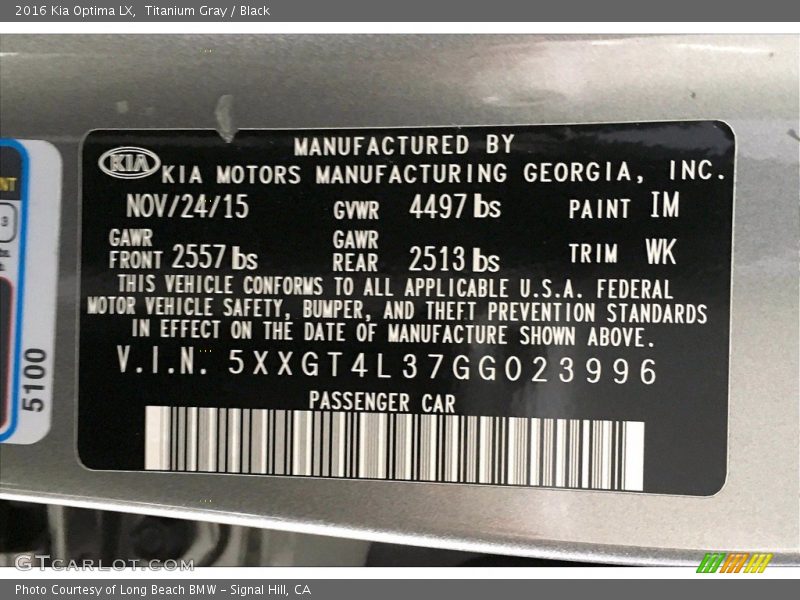 2016 Kia Optima LX, Titanium Gray / Black
MANUFACTURED BY
KIA KIA MOTORS MANUFACTURING GEORGIA, INC.
NOV/24/15 GVWR 4497 lbs PAINT IM
GAWR FRONT 2557 lbs GAWR REAR 2513 lbs TRIM WK
THIS VEHICLE CONFORMS TO ALL APPLICABLE U.S.A. FEDERAL
MOTOR VEHICLE SAFETY, BUMPER, AND THEFT PREVENTION STANDARDS
IN EFFECT ON THE DATE OF MANUFACTURE SHOWN ABOVE.
V.I.N. 5XXGT4L37GG023996
PASSENGER CAR
5100
GTCARLOT.COM
Photo Courtesy of Long Beach BMW - Signal Hill, CA